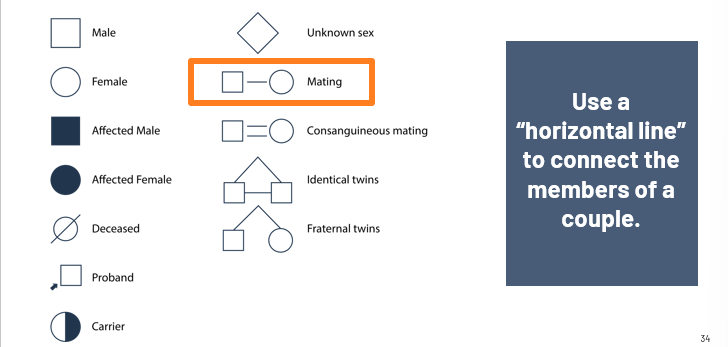 Male
Female
Affected Male
Affected Female
Deceased
Proband
Carrier
Unknown sex
Mating
Consanguineous mating
Identical twins
Fraternal twins
Use a
“horizontal line”
to connect the
members of a
couple.
34